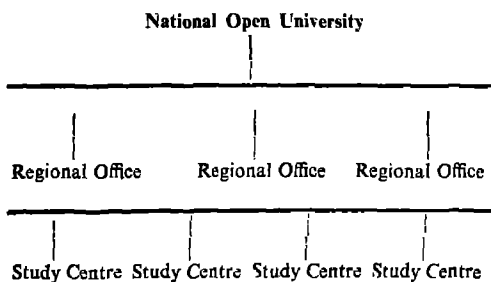 National Open University
Regional Office Regional Office Regional Office
Study Centre Study Centre Study Centre Study Centre